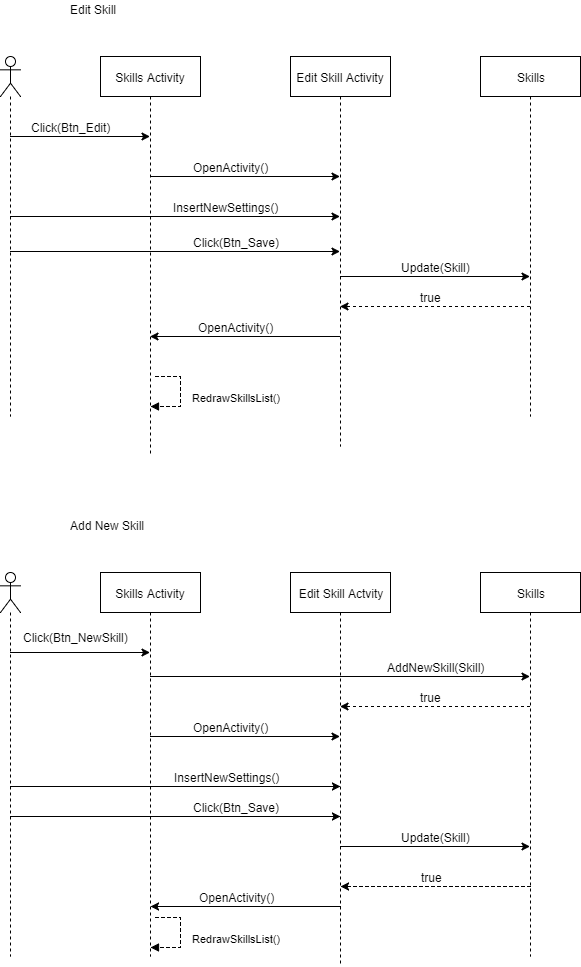 Edit Skill
Skills Activity
Edit Skill Activity
Skills
Click(Btn_Edit)
OpenActivity()
InsertNewSettings()
Click(Btn_Save)
Update(Skill)
true
OpenActivity()
RedrawSkillsList()
Add New Skill
Skills Activity
Edit Skill Actvity
Skills
Click(Btn_NewSkill)
AddNewSkill(Skill)
true
OpenActivity()
InsertNewSettings()
Click(Btn_Save)
Update(Skill)
true
OpenActivity()
RedrawSkillsList()